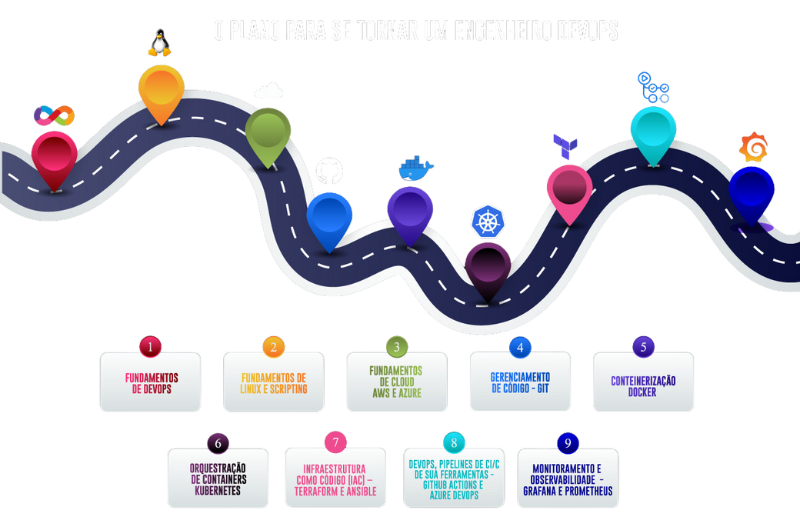 O PLANO PARA SE TORNAR UM ENGENHEIRO DEVOPS
1
FUNDAMENTOS
DE DEVOPS
2
FUNDAMENTOS DE
LINUX E SCRIPTING
3
FUNDAMENTOS
DE CLOUD
AWS E AZURE
4
GERENCIAMENTO
DE CÓDIGO - GIT
5
CONTEINERIZAÇÃO
DOCKER
6
ORQUESTRAÇÃO
DE CONTAINERS
KUBERNETES
7
INFRAESTRUTURA
COMO CÓDIGO (IAC) –
TERRAFORM E ANSIBLE
8
DEVOPS, PIPELINES DE CI/C
DE SUA FERRAMENTAS -
GITHUB ACTIONS E
AZURE DEVOPS
9
MONITORAMENTO E
OBSERVABILIDADE -
GRAFANA E PROMETHEUS